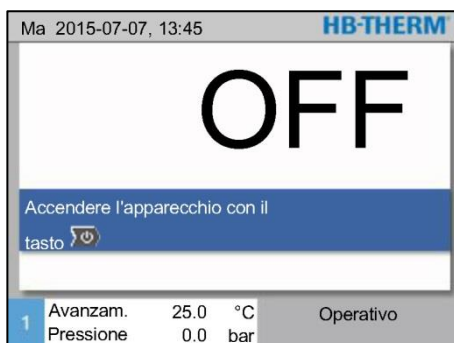 Ma 2015-07-07, 13:45 HB-THERM
OFF
Accendere l'apparecchio con il
tasto
1 Avanzam. 25.0 °C Operativo
Pressione 0.0 bar